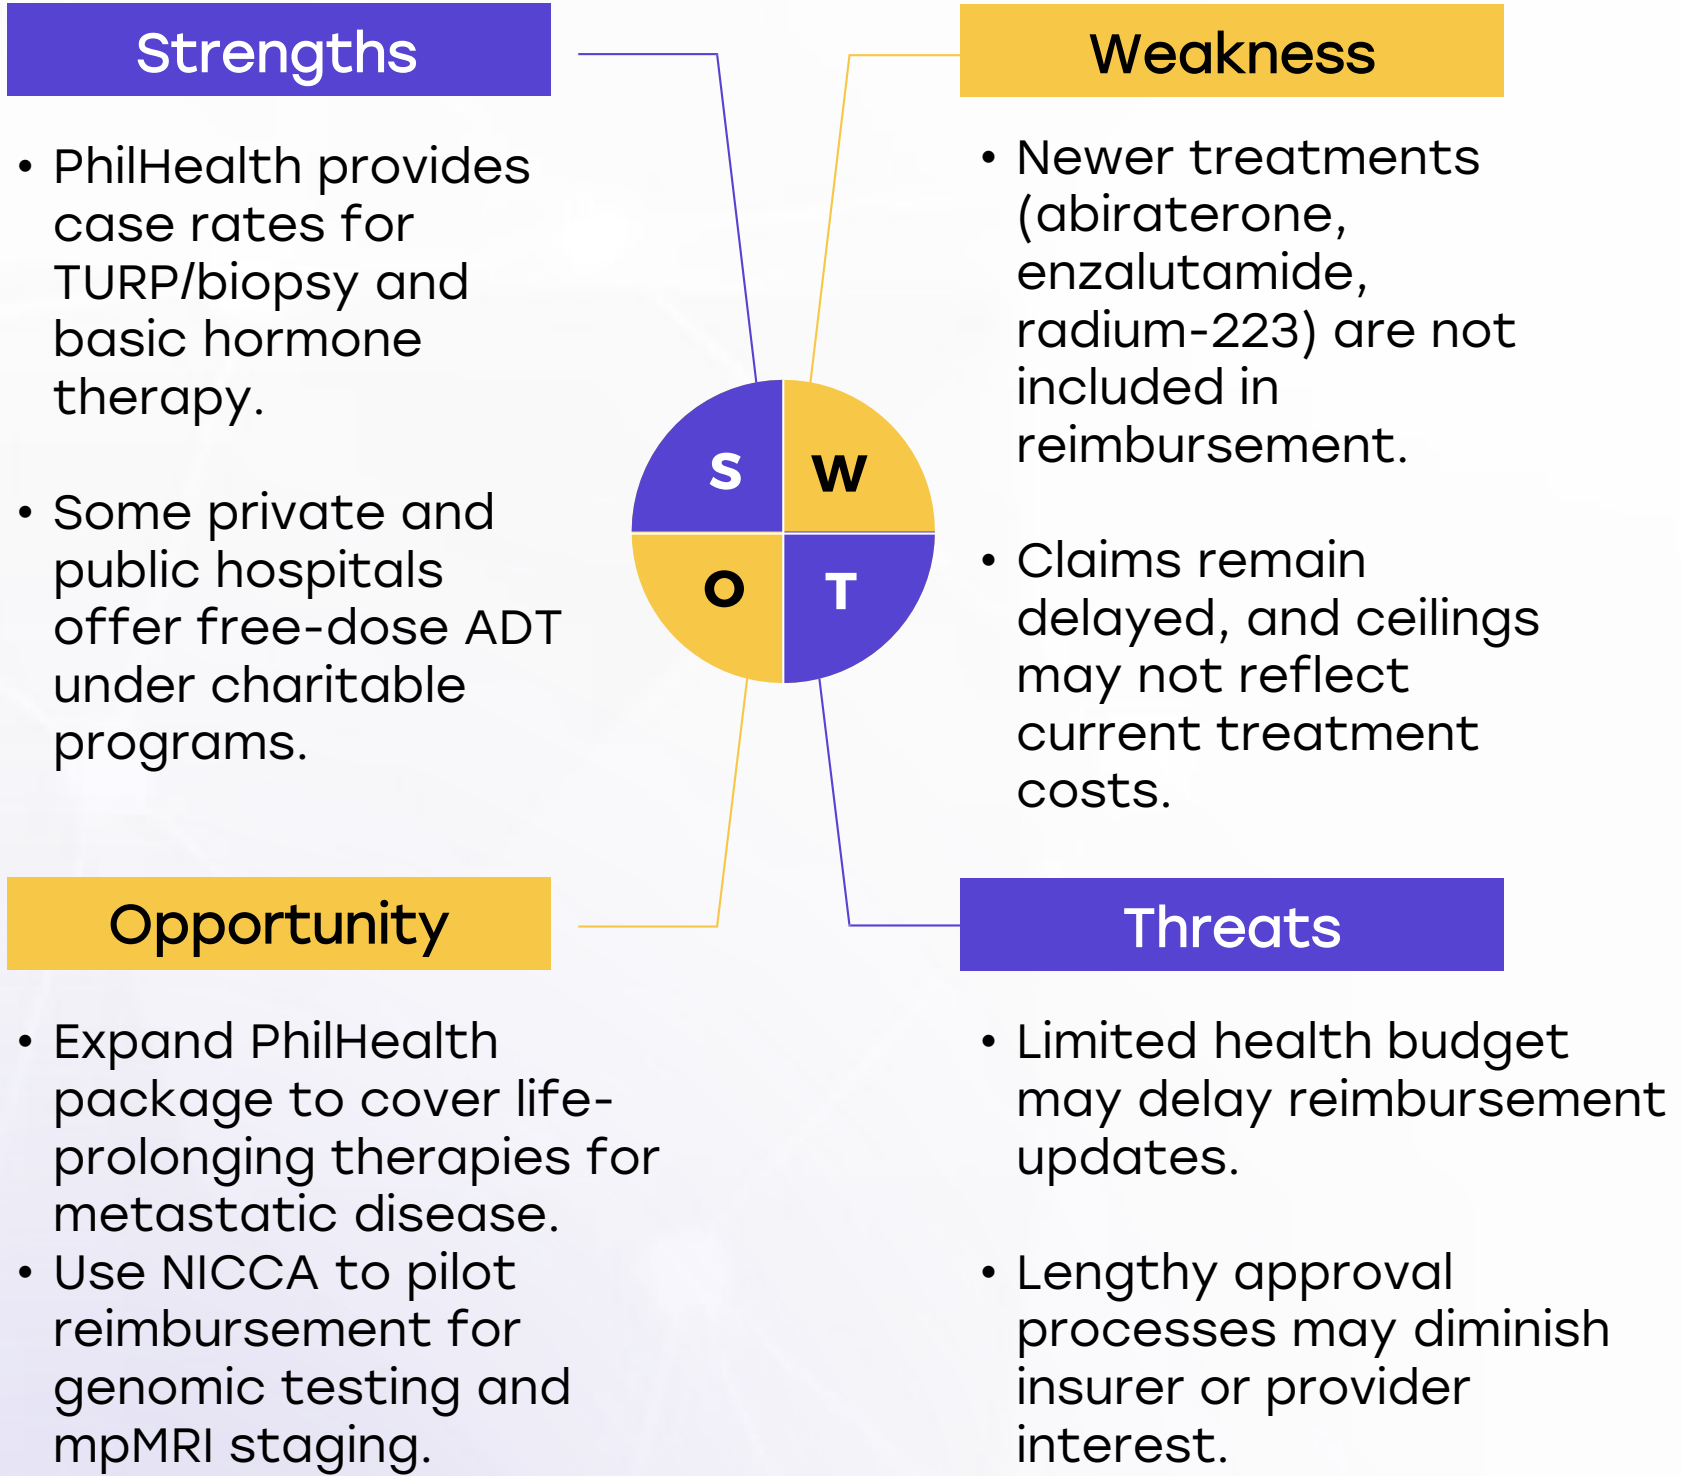 Strengths
• PhilHealth provides
case rates for
TURP/biopsy and
basic hormone
therapy.
• Some private and
public hospitals
offer free-dose ADT
under charitable
programs.
Weakness
• Newer treatments
(abiraterone,
enzalutamide,
radium-223) are not
included in
reimbursement.
• Claims remain
delayed, and ceilings
may not reflect
current treatment
costs.
S
W
O
T
Opportunity
• Expand PhilHealth
package to cover life-
prolonging therapies for
metastatic disease.
• Use NICCA to pilot
reimbursement for
genomic testing and
mpMRI staging.
Threats
• Limited health budget
may delay reimbursement
updates.
• Lengthy approval
processes may diminish
insurer or provider
interest.